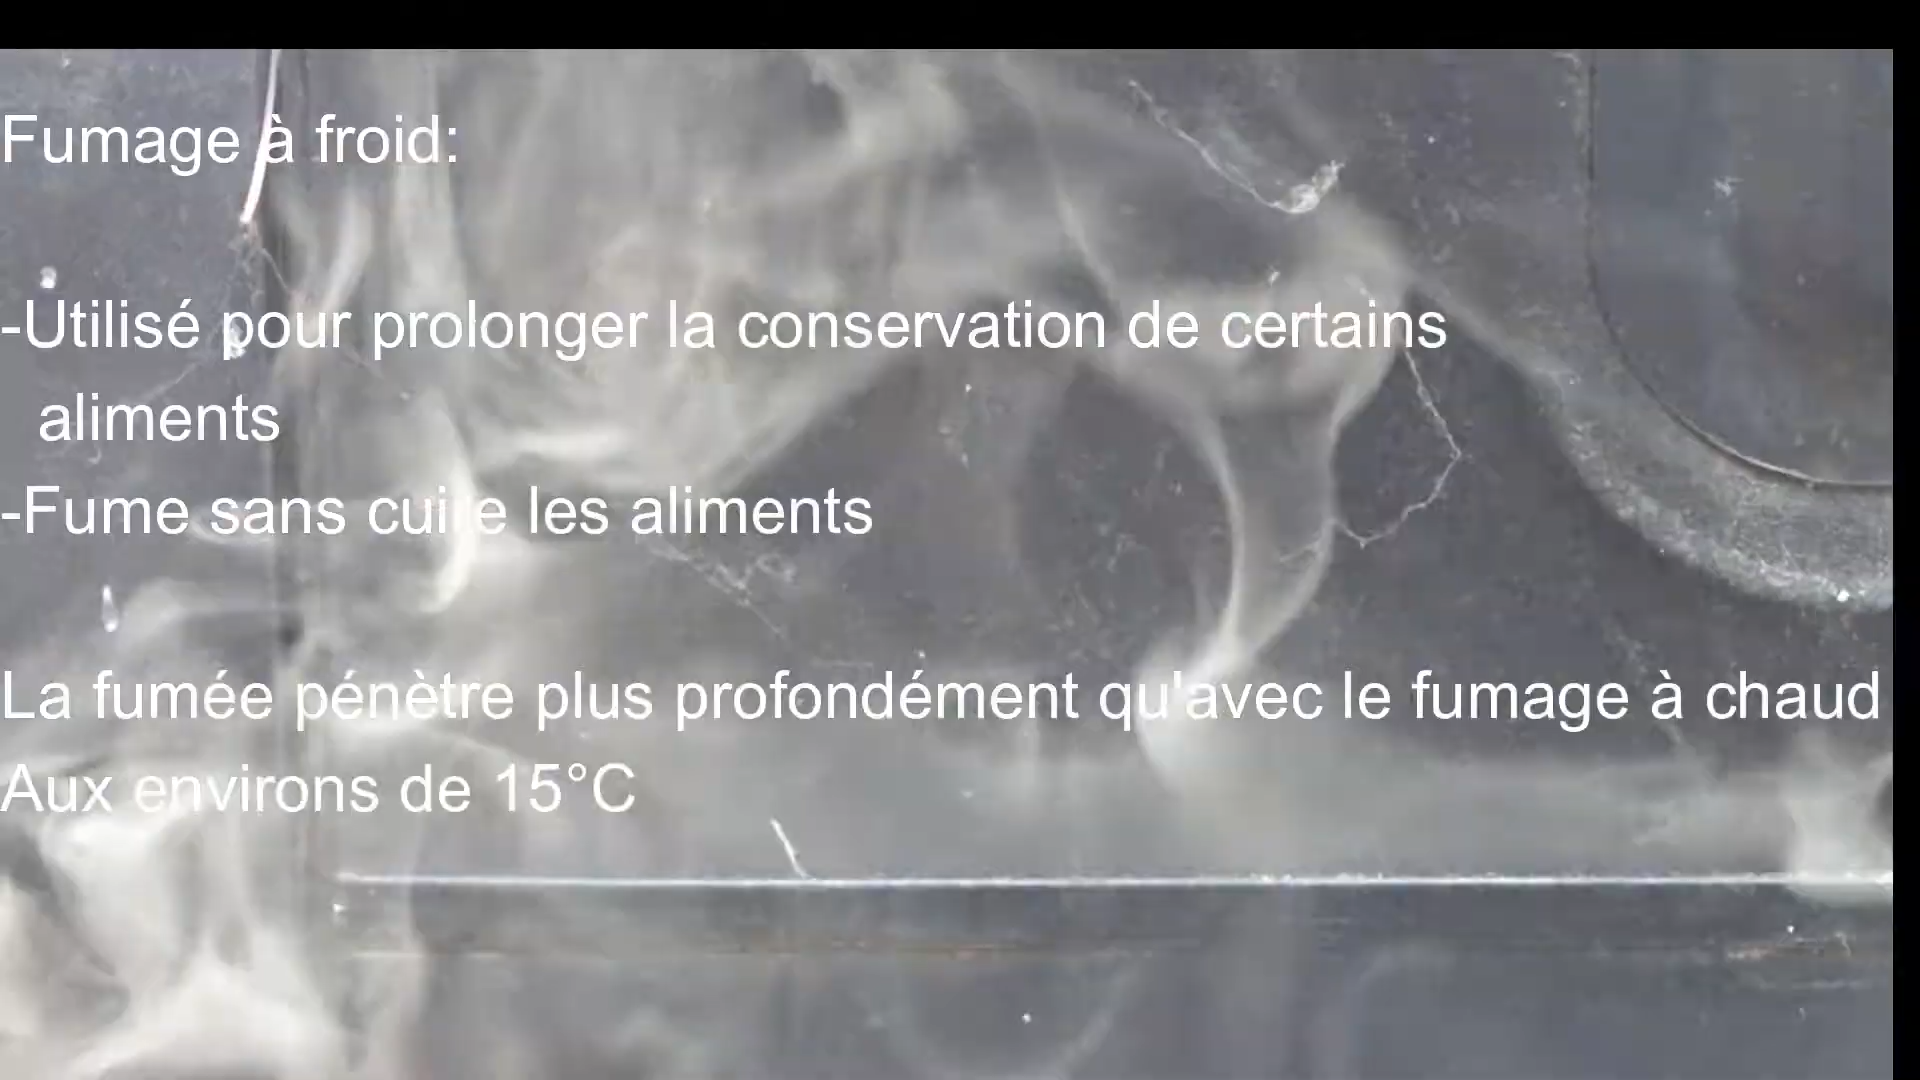 Fumage à froid:
-Utilisé pour prolonger la conservation de certains
aliments
-Fume sans cuire les aliments
La fumée pénètre plus profondément qu'avec le fumage à chaud
Aux environs de 15°C